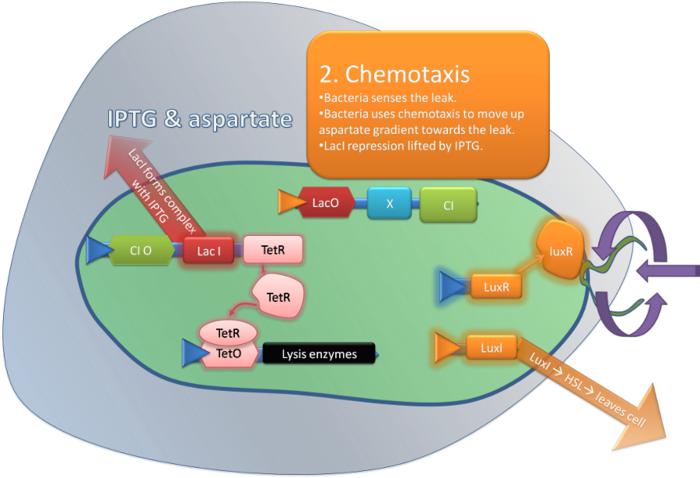 2. Chemotaxis
•Bacteria senses the leak.
•Bacteria uses chemotaxis to move up
aspartate gradient towards the leak.
•LacI repression lifted by IPTG.
IPTG & aspartate
LacI forms complex
with IPTG
LacO
X
CI
CI O
Lac I
TetR
luxR
TetR
LuxR
TetR
TetO
Lysis enzymes
LuxI
LuxI → HSL→ leaves cell